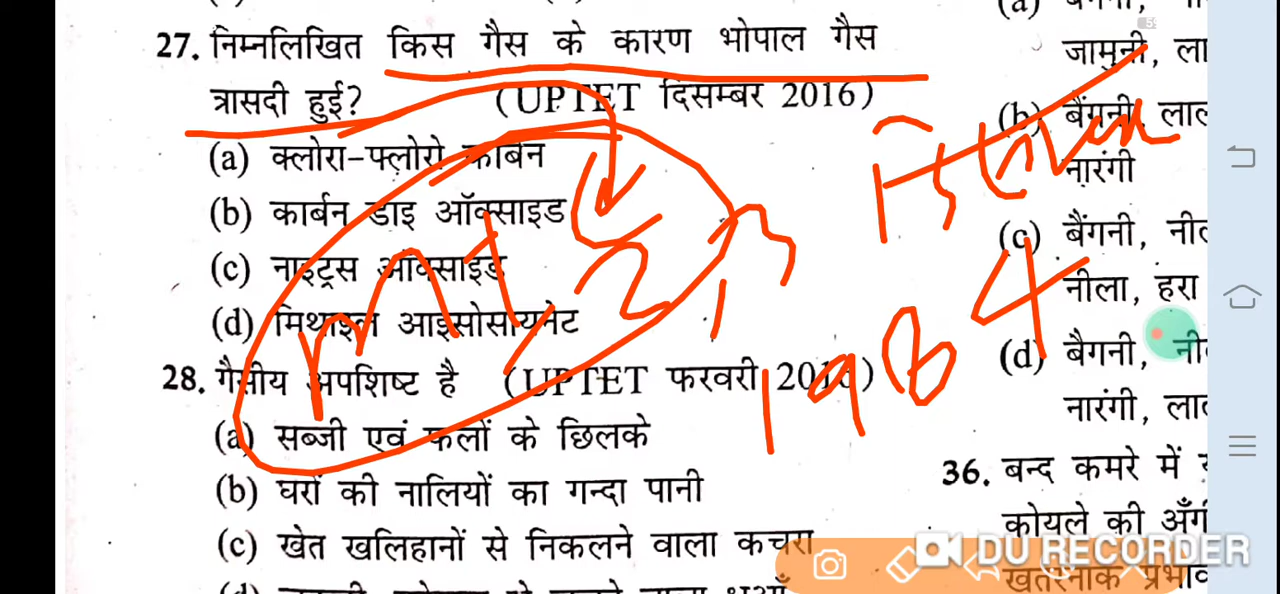 27. निम्नलिखित किस गैस के कारण भोपाल गैस
त्रासदी हुई? (UPTET दिसम्बर 2016)
(a) क्लोरा-फ्लोरो कार्बन
(b) कार्बन डाइ ऑक्साइड
(c) नाइट्रस ऑक्साइड
(d) मिथाइल आइसोसायनेट
28. गैसीय अपशिष्ट है (UPTET फरवरी 2016)
(a) सब्जी एवं फलों के छिलके
(b) घरों की नालियों का गन्दा पानी
(c) खेत खलिहानों से निकलने वाला कचरा
1984
(a)
जामुनी, ला
(b) बैंगनी, लाल
नारंगी
(c) बैंगनी, नील
नीला, हरा
(d) बैगनी, नी
नारंगी, लाल
36. बन्द कमरे में
कोयले की अँगी
खतरनाक प्रभाव
DU RECORDER